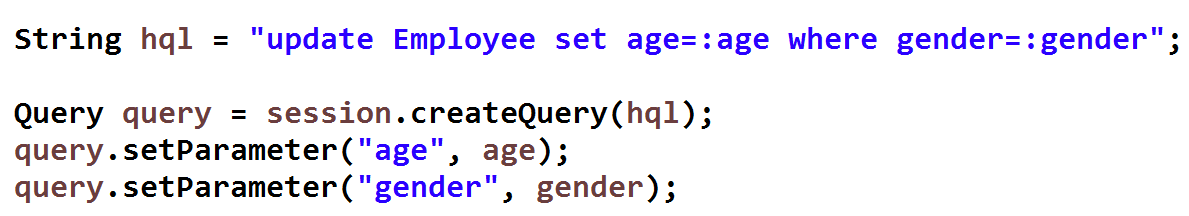 String hql = "update Employee set age=:age where gender=:gender";
Query query = session.createQuery(hql);
query.setParameter("age", age);
query.setParameter("gender", gender);